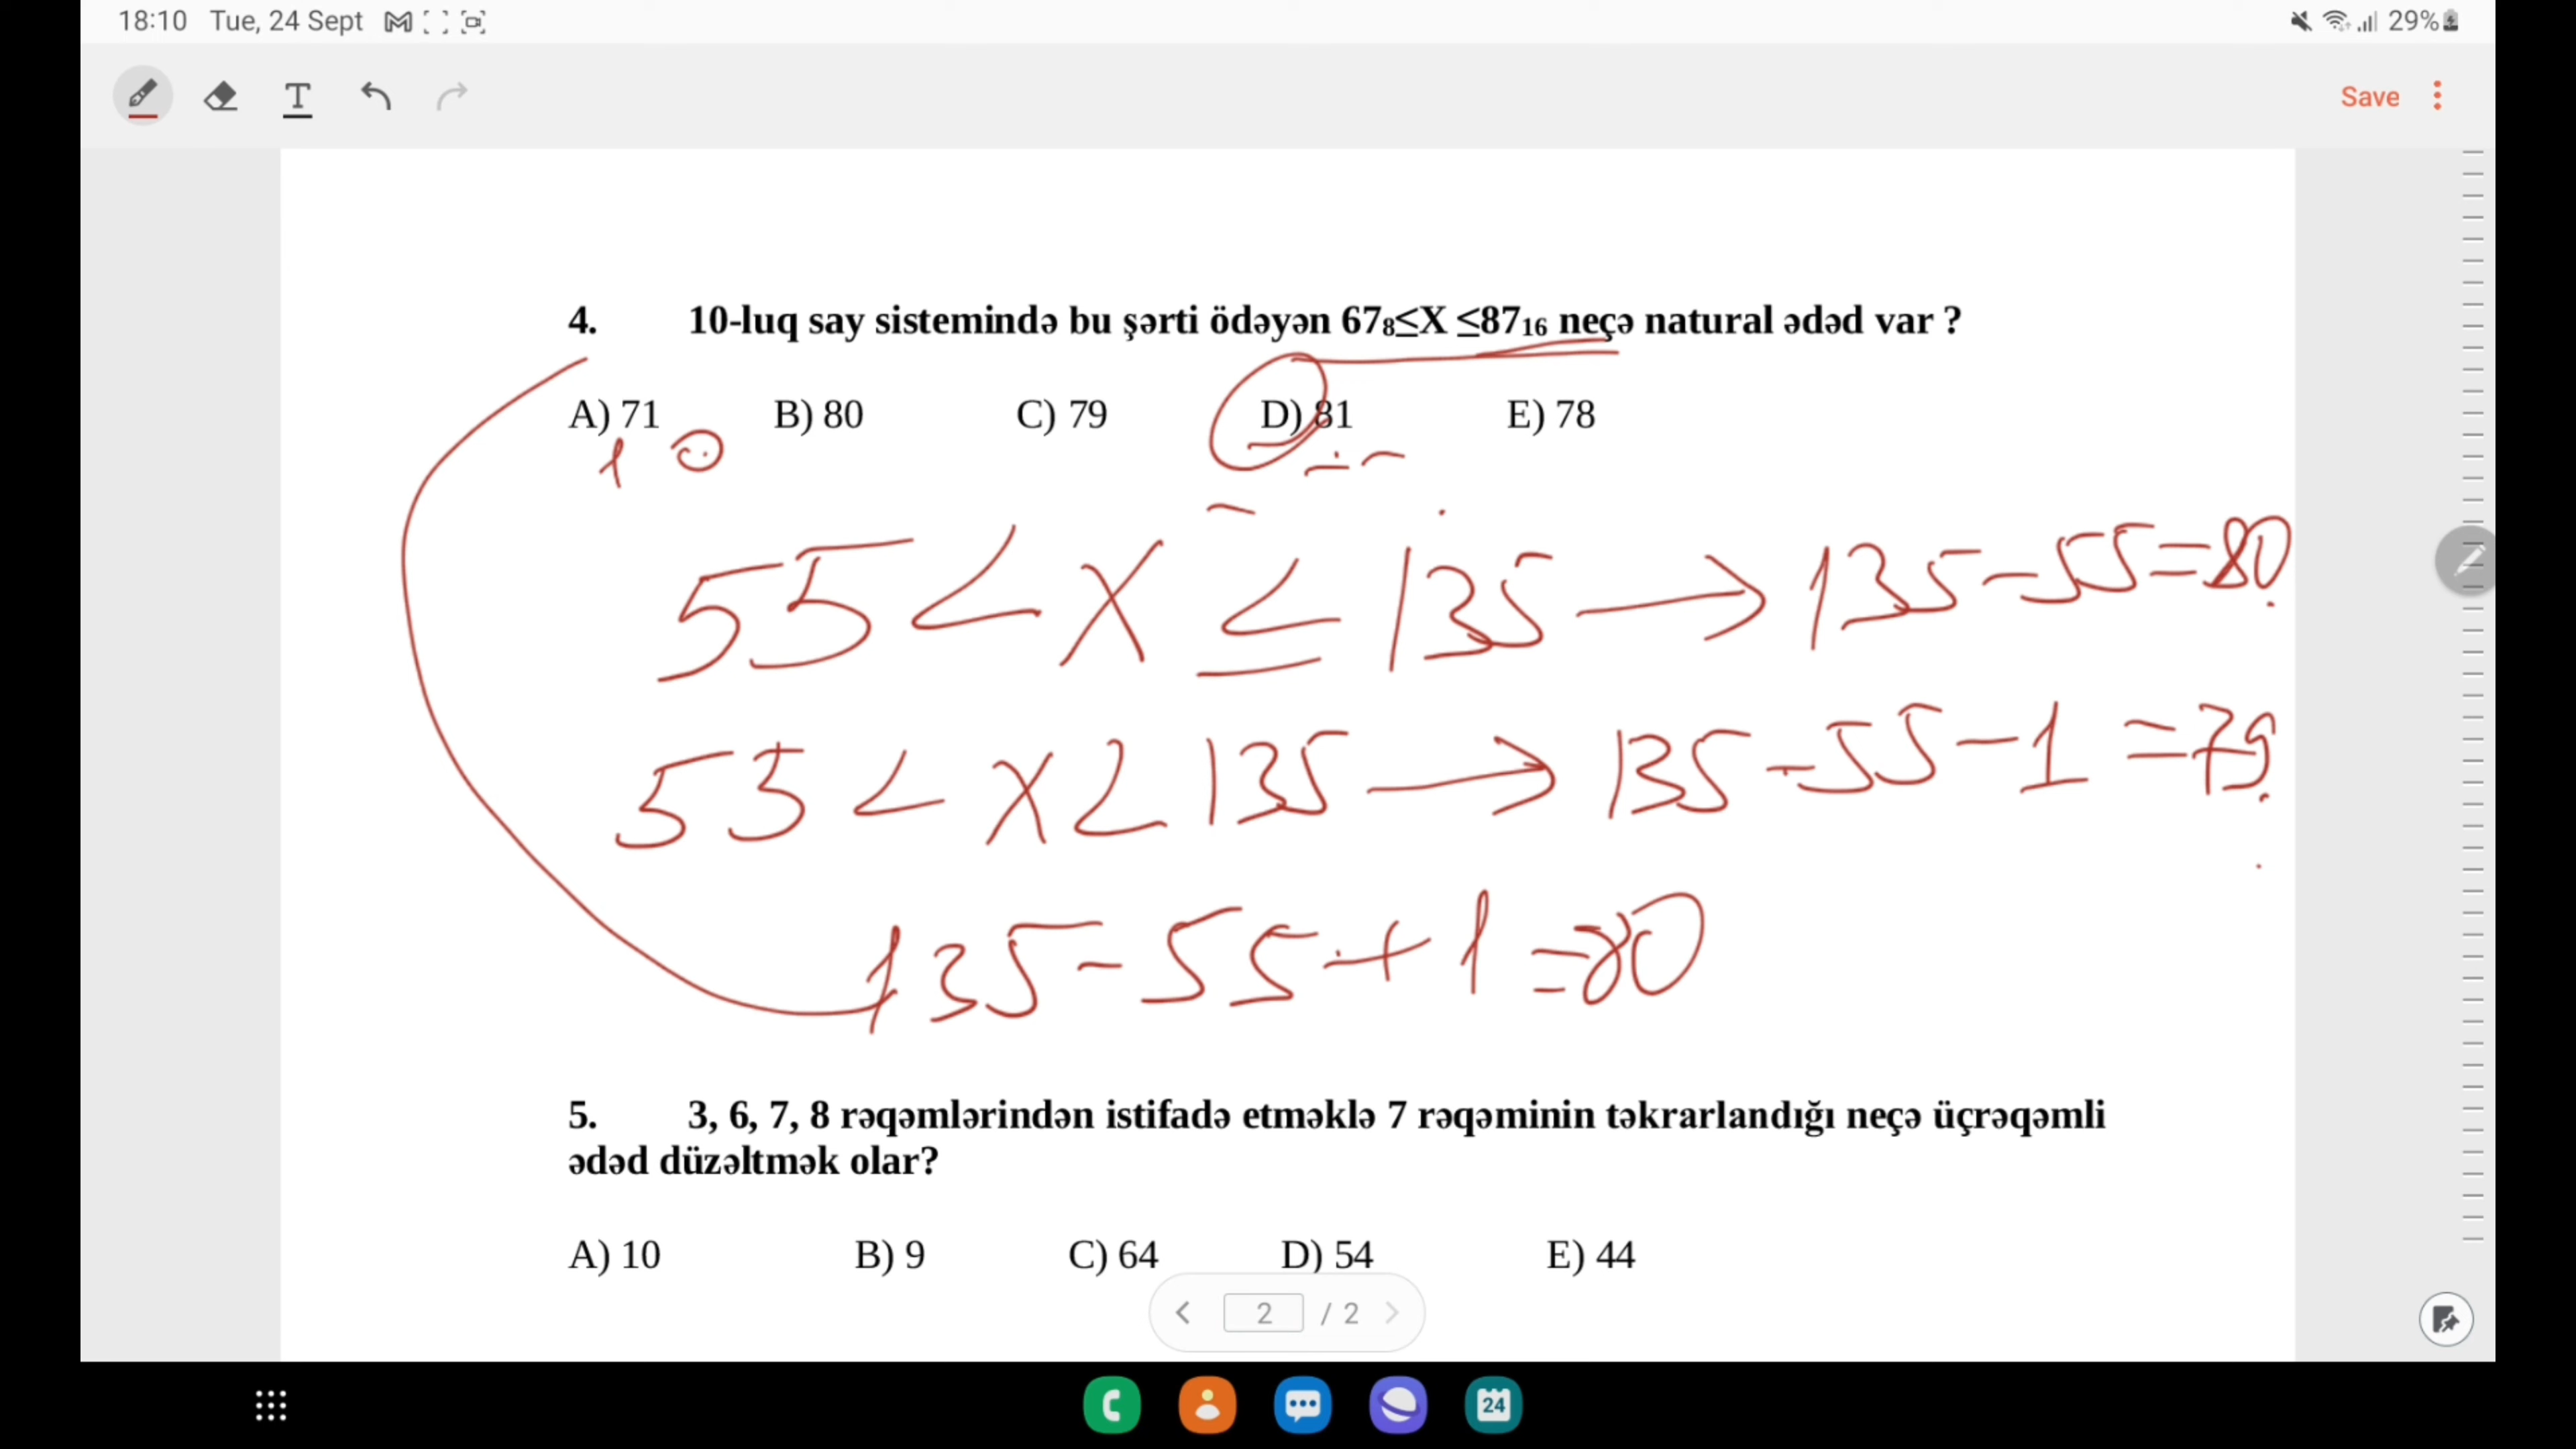 18:10 Tue, 24 Sept 29%
T Save
4. 10-luq say sistemində bu şərti ödəyən 67₈≤X ≤87₁₆ neçə natural ədəd var ?
A) 71 B) 80 C) 79 D) 81 E) 78
1 0
55 < X ≤ 135 → 135-55=80
55 < X < 135 → 135-55-1=79
135-55+1=80
5. 3, 6, 7, 8 rəqəmlərindən istifadə etməklə 7 rəqəminin təkrarlandığı neçə üçrəqəmli
ədəd düzəltmək olar?
A) 10 B) 9 C) 64 D) 54 E) 44
2 / 2
24